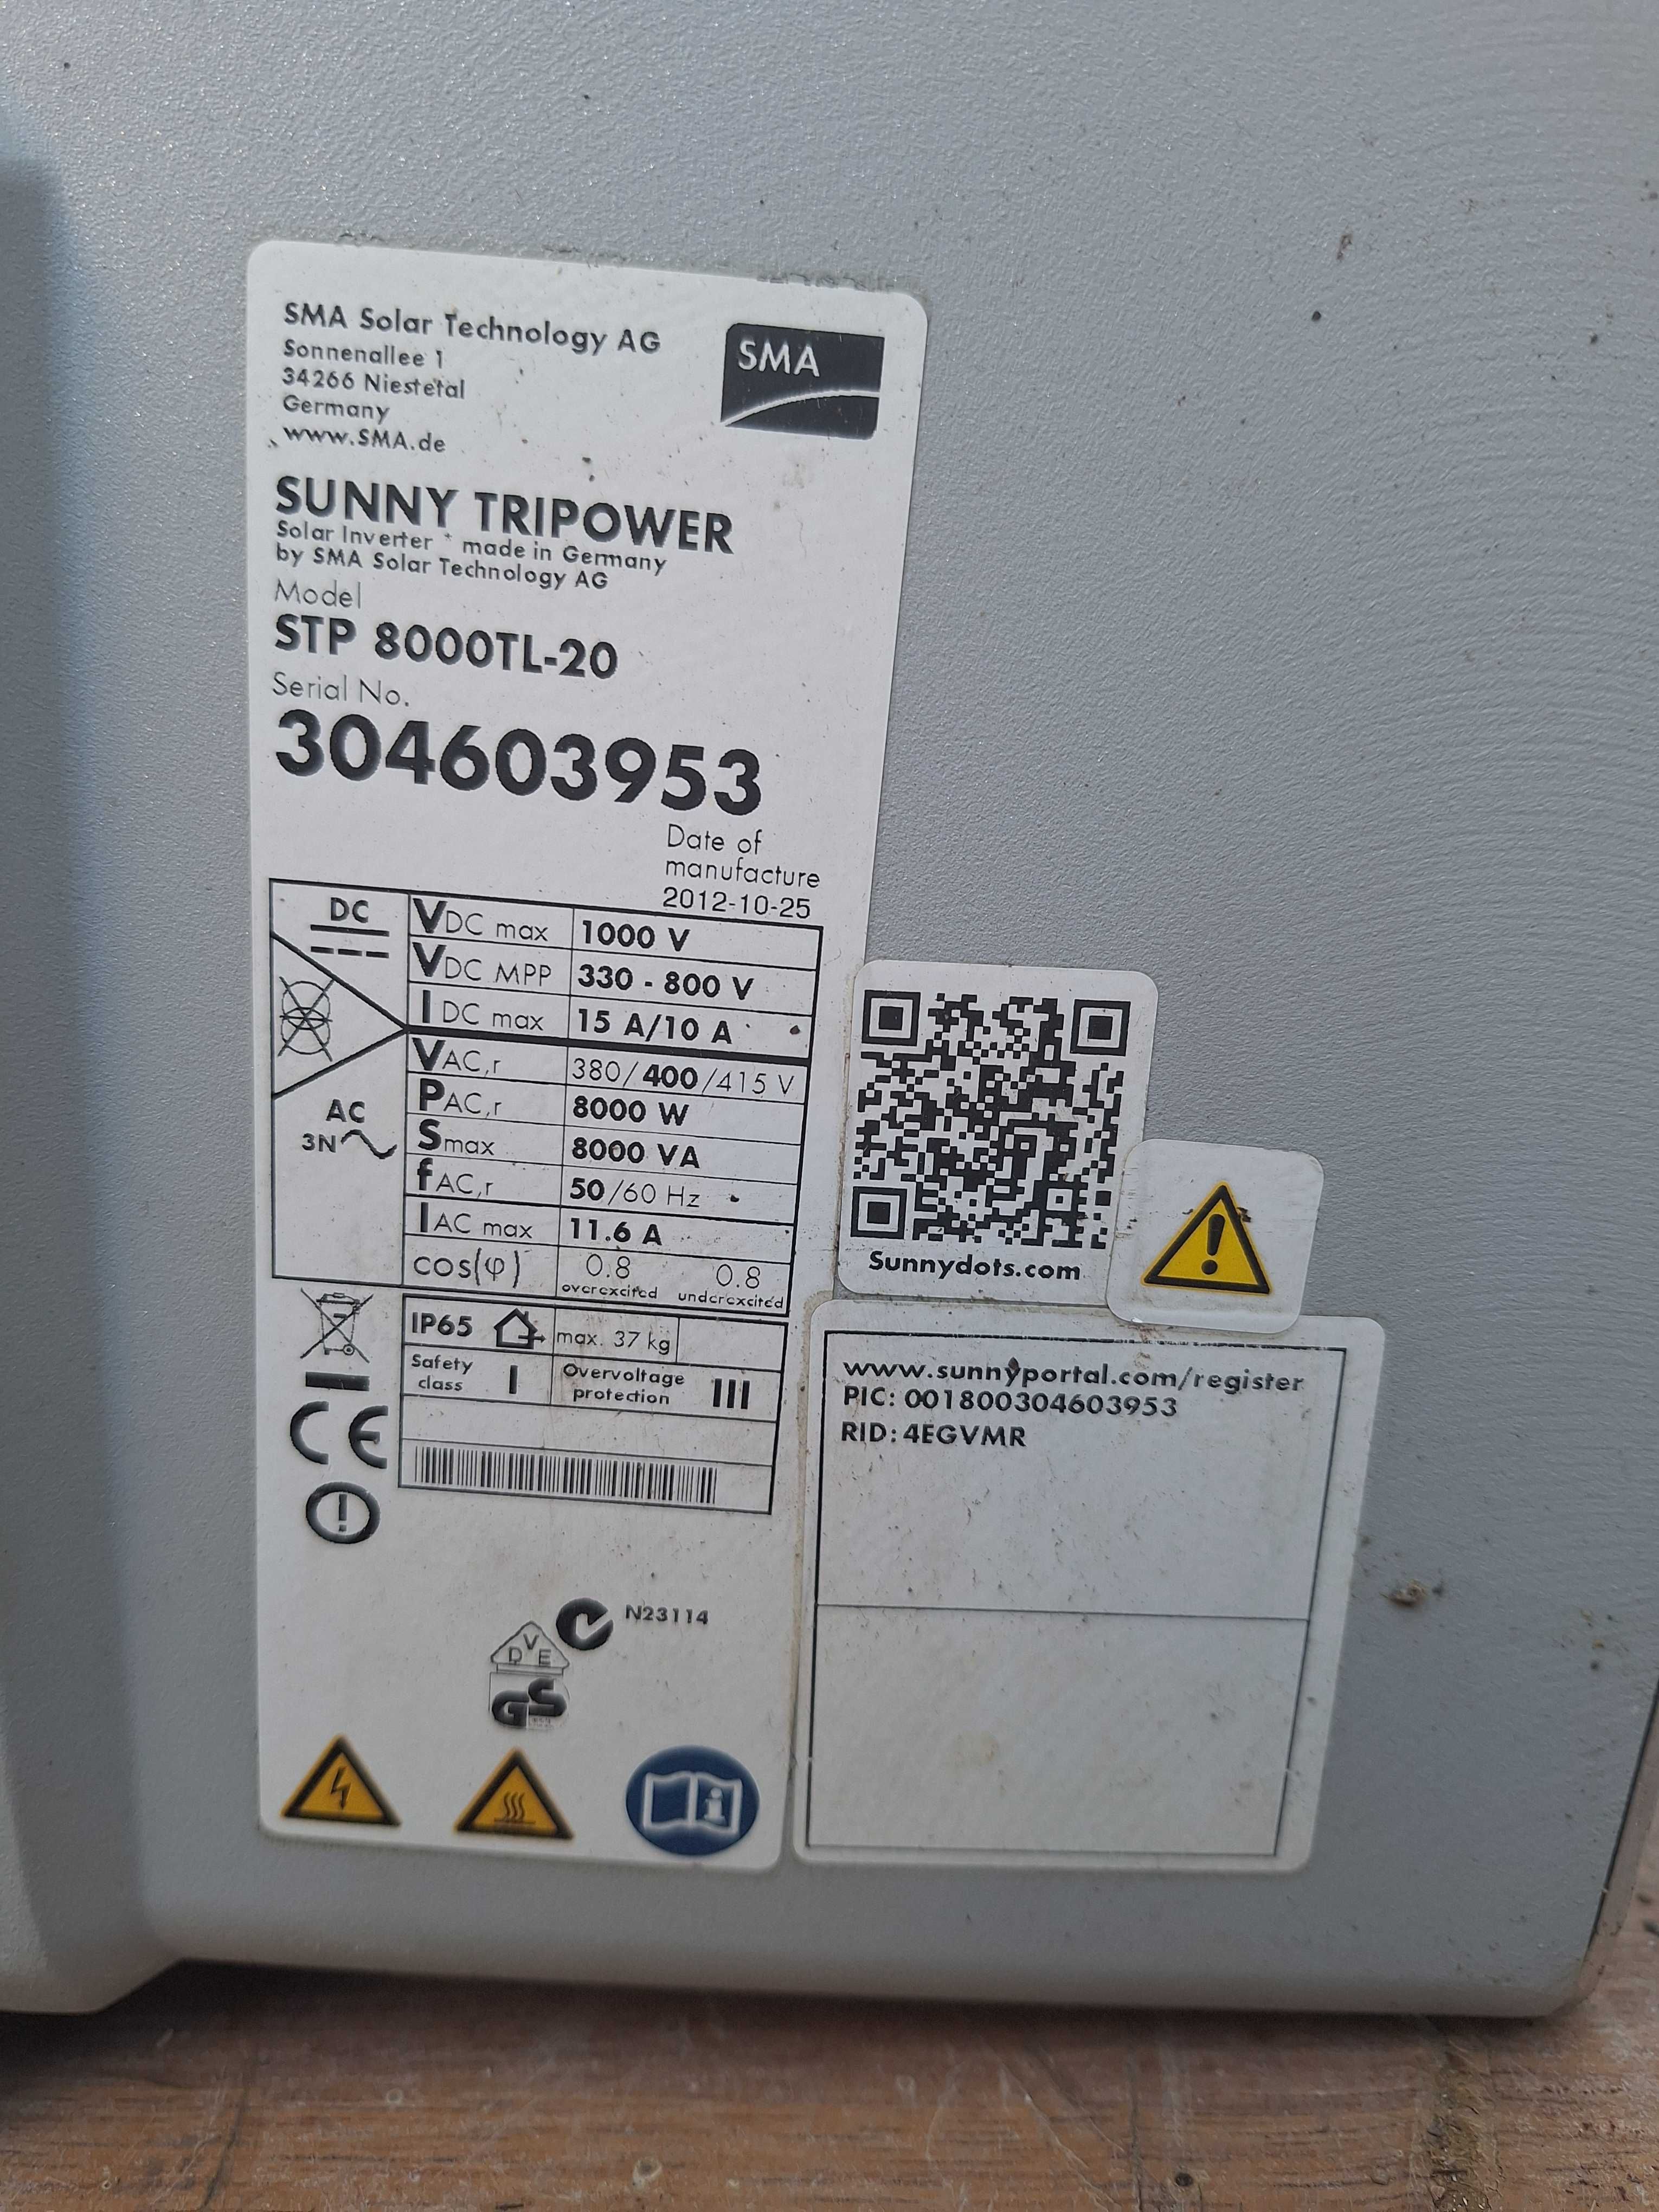 SMA Solar Technology AG
Sonnenallee 1
34266 Niestetal
Germany
www.SMA.de
SMA
SUNNY TRIPOWER
Solar Inverter * made in Germany
by SMA Solar Technology AG
Model
STP 8000TL-20
Serial No.
304603953
Date of
manufacture
2012-10-25
DC
VDC max 1000 V
VDC MPP 330 - 800 V
IDC max 15 A/10 A
AC
3N
VAC,r 380/400/415 V
PAC,r 8000 W
Smax 8000 VA
fAC,r 50/60 Hz
IAC max 11.6 A
cos(φ) 0.8 0.8
overexcited underexcited
IP65 max. 37 kg
Safety
class I
Overvoltage
protection III
CE
N23114
DVE
GS
Sunnydots.com
www.sunnyportal.com/register
PIC: 001800304603953
RID: 4EGVMR